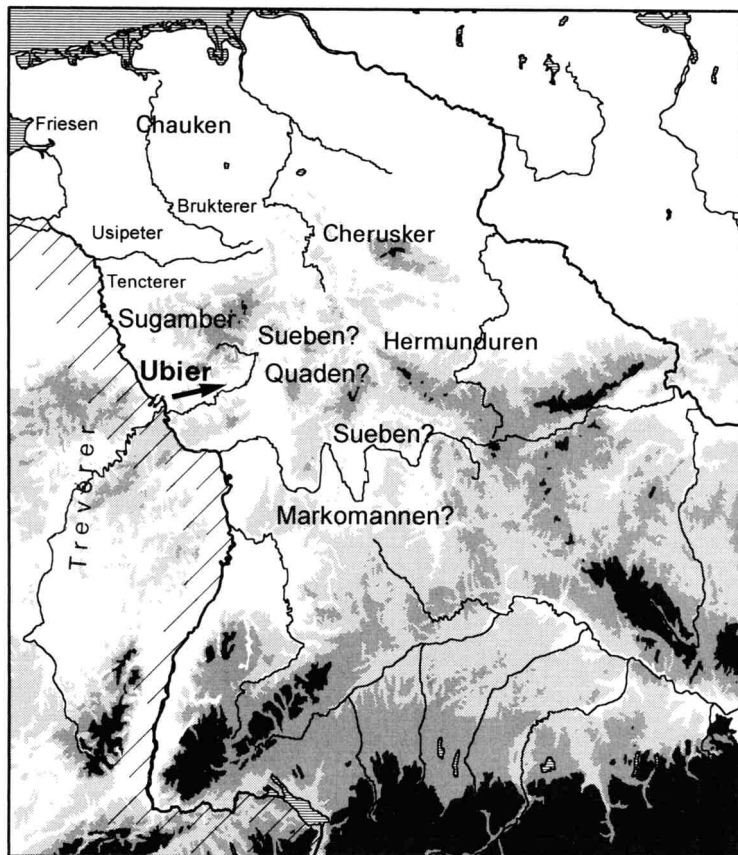 Friesen
Chauken
Brukterer
Usipeter
Cherusker
Tencterer
Sugamber
Sueben?
Hermunduren
Ubier
Quaden?
Sueben?
Treverer
Markomannen?